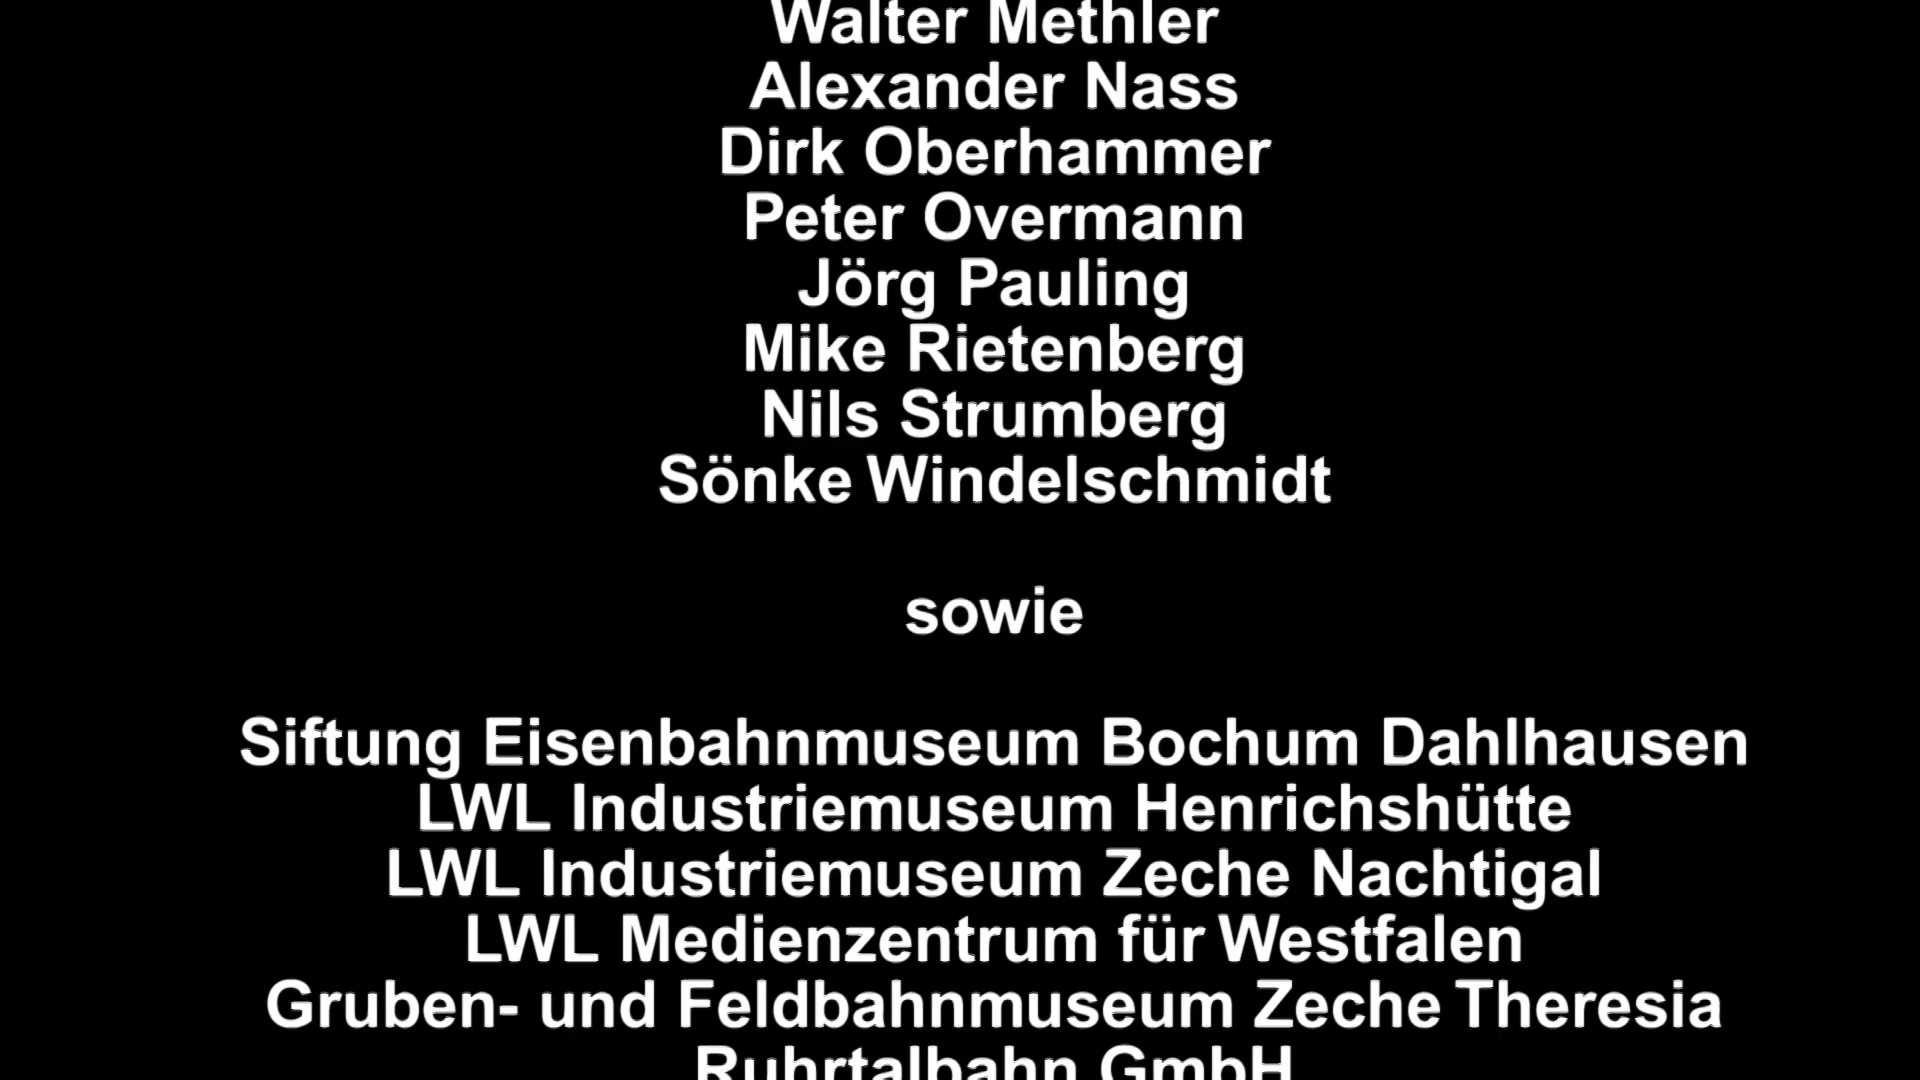 Walter Methler
Alexander Nass
Dirk Oberhammer
Peter Overmann
Jörg Pauling
Mike Rietenberg
Nils Strumberg
Sönke Windelschmidt
sowie
Siftung Eisenbahnmuseum Bochum Dahlhausen
LWL Industriemuseum Henrichshütte
LWL Industriemuseum Zeche Nachtigal
LWL Medienzentrum für Westfalen
Gruben- und Feldbahnmuseum Zeche Theresia
Ruhrtalbahn GmbH